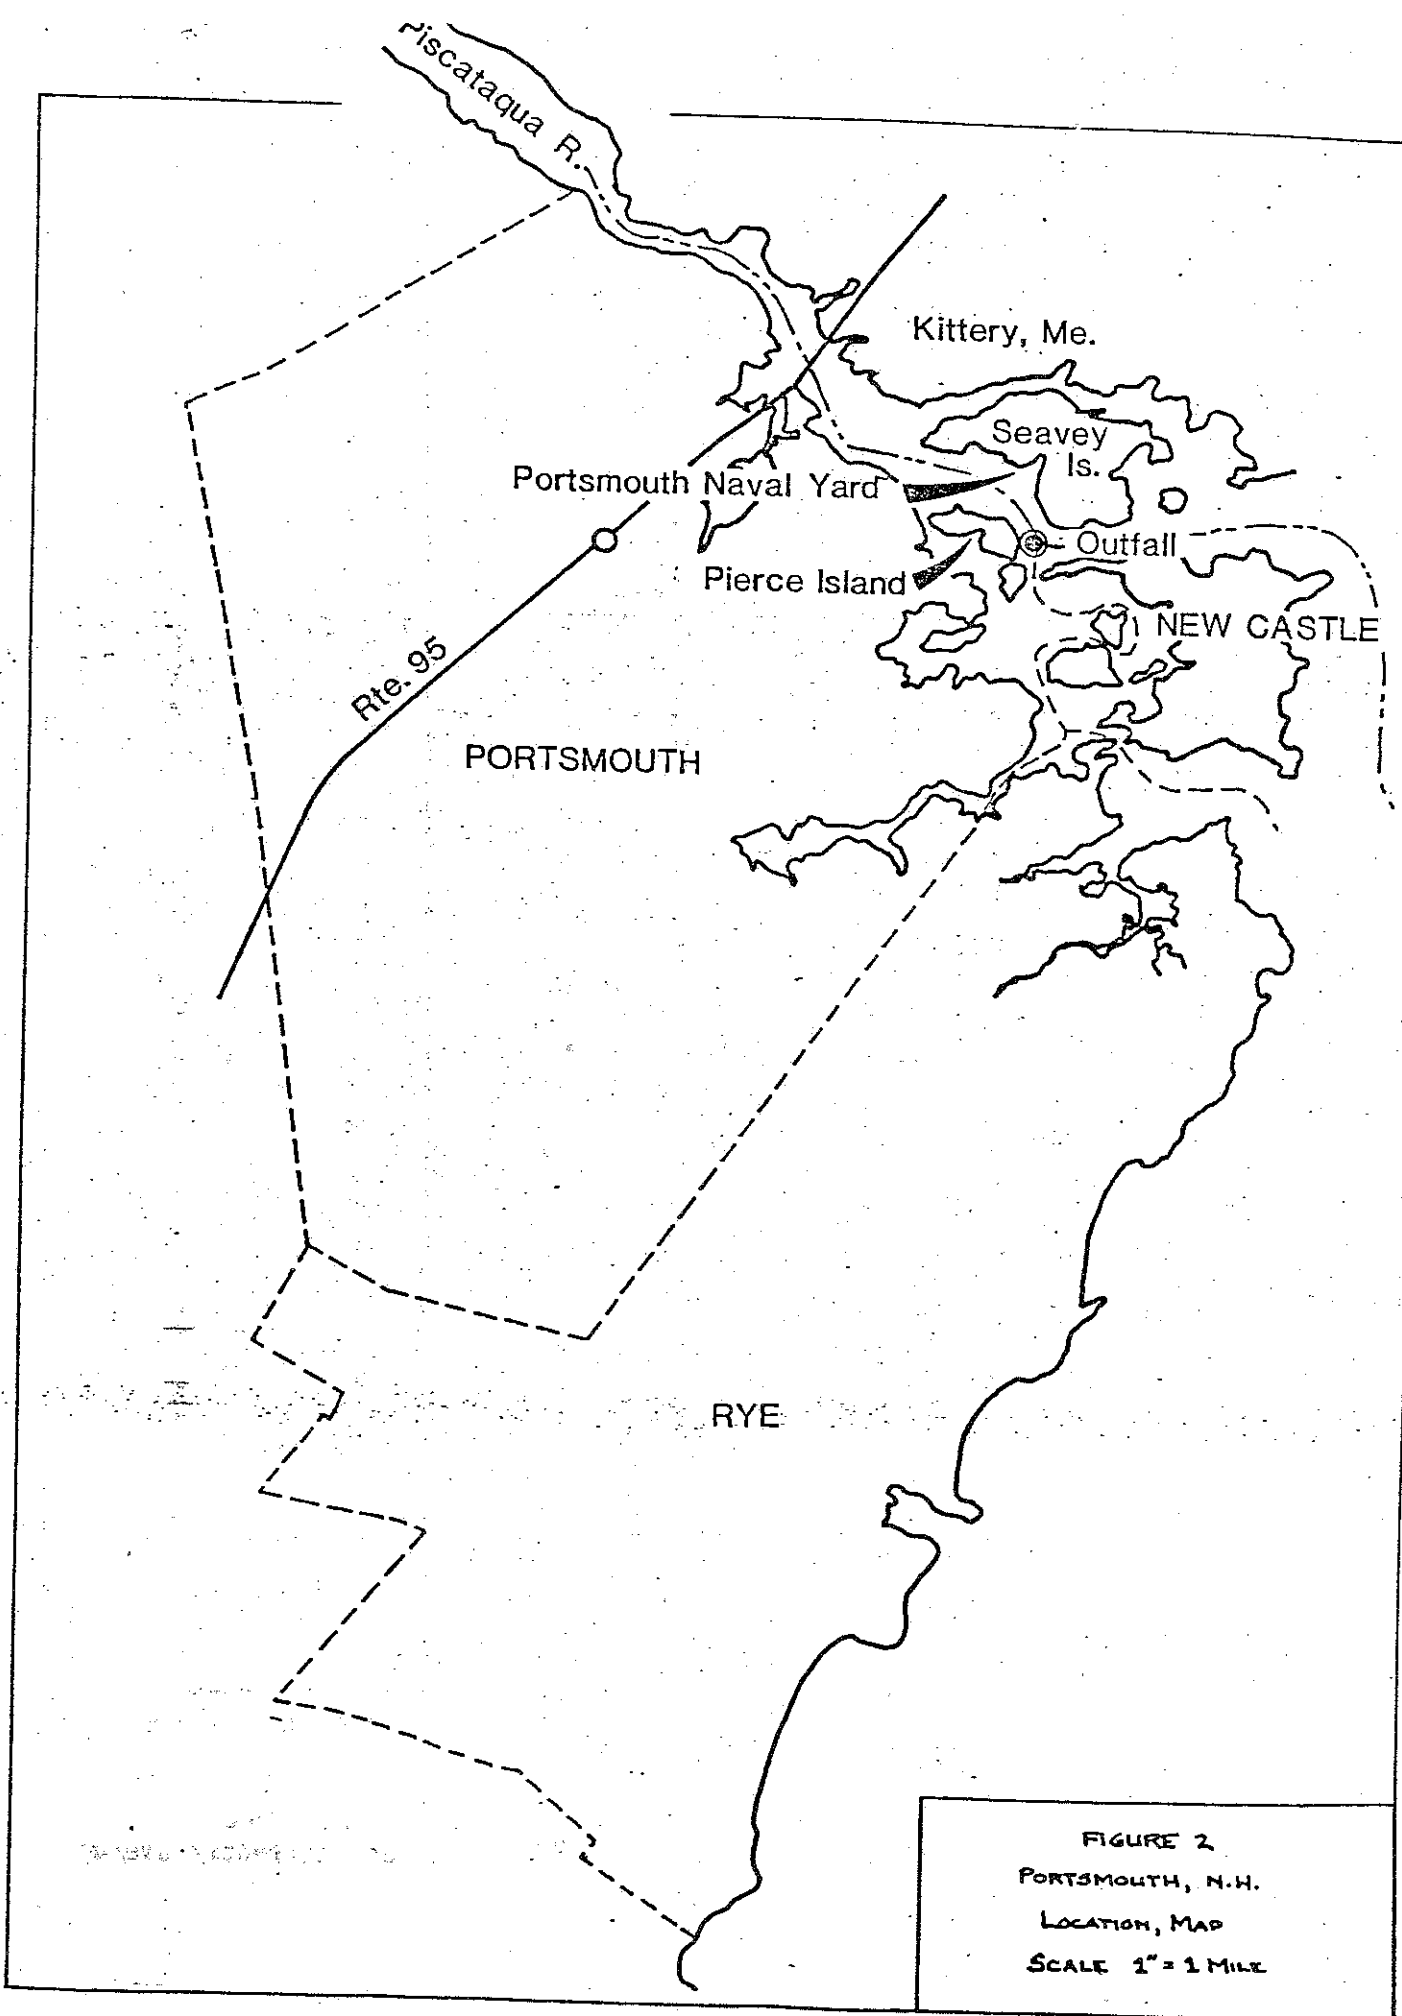 Piscataqua R.
Kittery, Me.
Seavey
Is.
Portsmouth Naval Yard
Outfall
Pierce Island
NEW CASTLE
Rte. 95
PORTSMOUTH
RYE
FIGURE 2
PORTSMOUTH, N.H.
LOCATION, MAP
SCALE 1" = 1 MILE